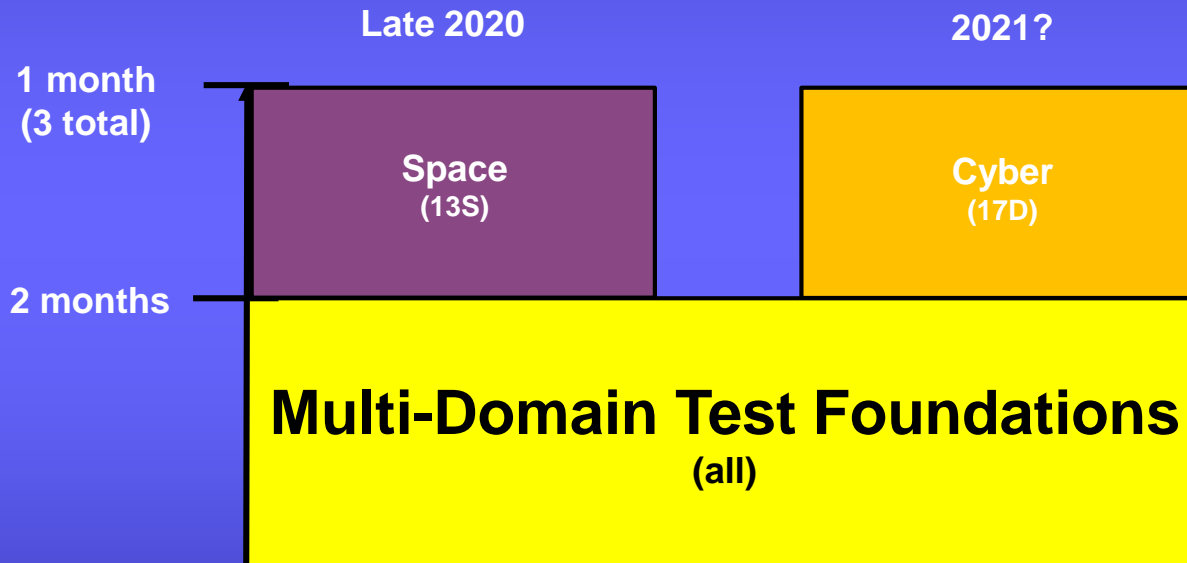 Late 2020
2021?
1 month
(3 total)
Space
(13S)
Cyber
(17D)
2 months
Multi-Domain Test Foundations
(all)